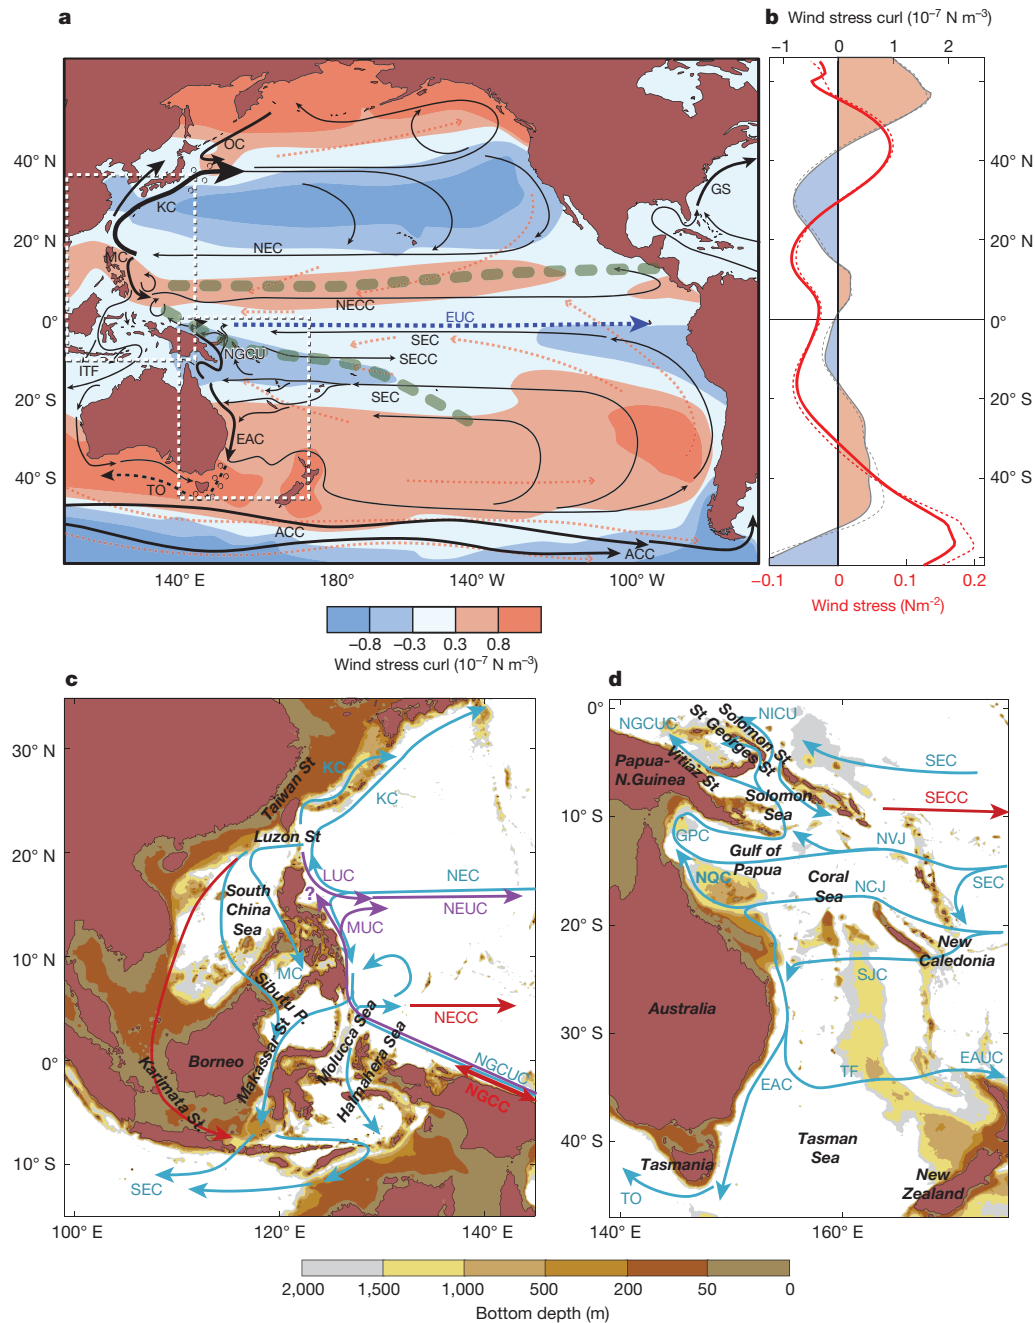 a
b
Wind stress curl (10⁻⁷ N m⁻³)
−1 0 1 2
40° N
20° N
0°
20° S
40° S
OC
KC
GS
NEC
MC
NECC
EUC
SEC
SECC
NGCU
ITF
SEC
EAC
TO
ACC
ACC
140° E 180° 140° W 100° W
40° N
20° N
0°
20° S
40° S
−0.1 0 0.1 0.2
Wind stress (Nm⁻²)
−0.8 −0.3 0.3 0.8
Wind stress curl (10⁻⁷ N m⁻³)
c
30° N
20° N
10° N
0°
10° S
100° E 120° E 140° E
Taiwan St
KC
KC
Luzon St
LUC
NEC
?
NEUC
South
China
Sea
MUC
MC
Sibutu P.
NECC
Makassar St
Borneo
Molucca Sea
Halmahera Sea
NGCUC
NGCC
Karimata St
SEC
d
0°
10° S
20° S
30° S
40° S
140° E 160° E
NGCUC
St Georges St
Solomon St
NICU
SEC
Papua-
N.Guinea
Vitiaz St
Solomon
Sea
SECC
GPC
Gulf of
Papua
NVJ
NQC
Coral
Sea
NCJ
SEC
New
Caledonia
SJC
Australia
EAC
TF
EAUC
Tasman
Sea
Tasmania
TO
New
Zealand
2,000 1,500 1,000 500 200 50 0
Bottom depth (m)